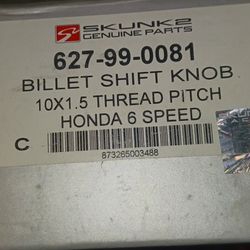 SKUNK2
GENUINE PARTS
627-99-0081
BILLET SHIFT KNOB
10X1.5 THREAD PITCH
HONDA 6 SPEED
C
873265003488